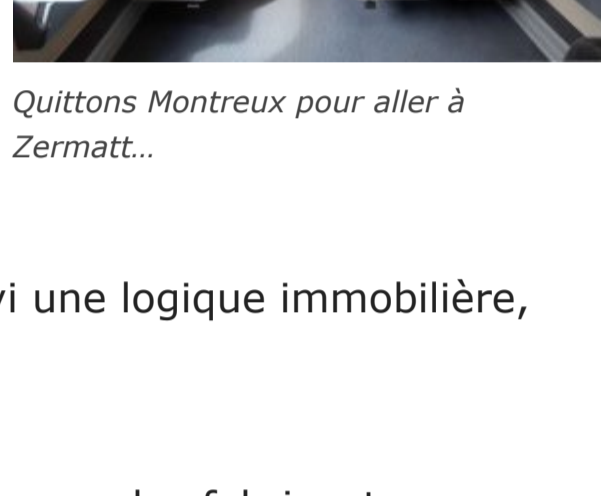 Quittons Montreux pour aller à
Zermatt...
une logique immobilière,